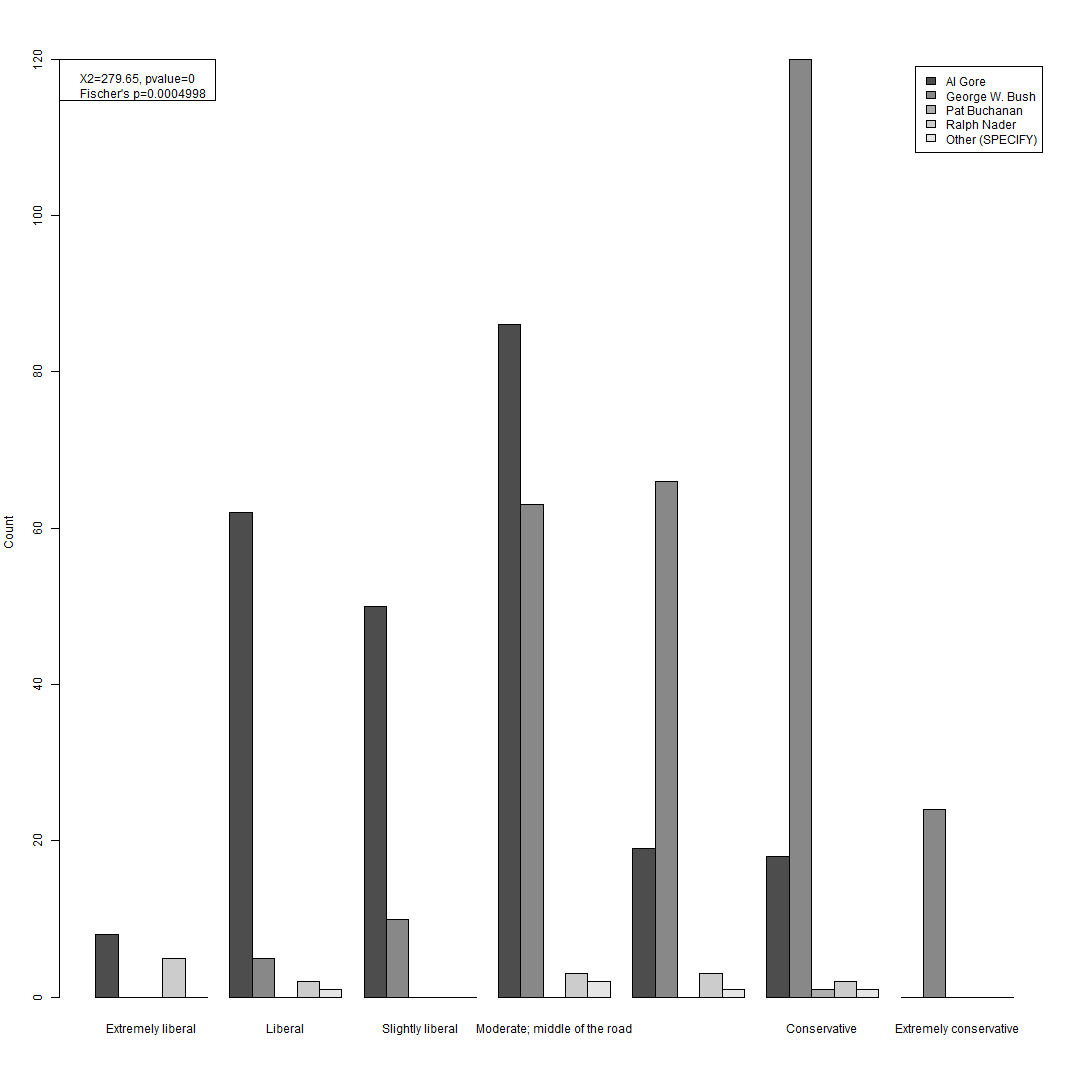 X2=279.65, pvalue=0
Fischer's p=0.0004998
Al Gore
George W. Bush
Pat Buchanan
Ralph Nader
Other (SPECIFY)
120
100
80
60
40
20
0
Count
Extremely liberal
Liberal
Slightly liberal
Moderate; middle of the road
Conservative
Extremely conservative